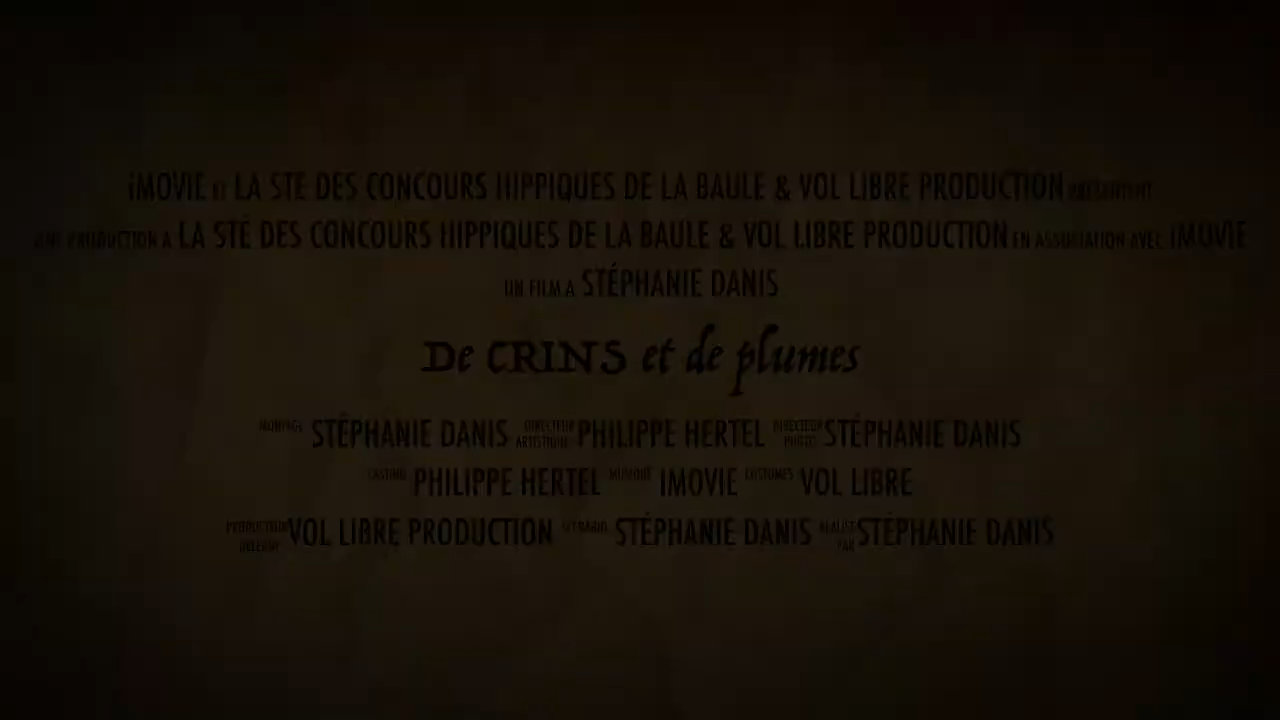 iMOVIE ET LA STE DES CONCOURS HIPPIQUES DE LA BAULE & VOL LIBRE PRODUCTION PRÉSENTENT
UNE PRODUCTION A LA STÉ DES CONCOURS HIPPIQUES DE LA BAULE & VOL LIBRE PRODUCTION EN ASSOCIATION AVEC iMOVIE
UN FILM A STÉPHANIE DANIS
De CRINS et de plumes
MONTAGE STÉPHANIE DANIS DIRECTEUR ARTISTIQUE PHILIPPE HERTEL DIRECTEUR PHOTO STÉPHANIE DANIS
CASTING PHILIPPE HERTEL MUSIQUE IMOVIE COSTUMES VOL LIBRE
PRODUCTEUR DÉLÉGUÉ VOL LIBRE PRODUCTION SCÉNARIO STÉPHANIE DANIS PAR STÉPHANIE DANIS